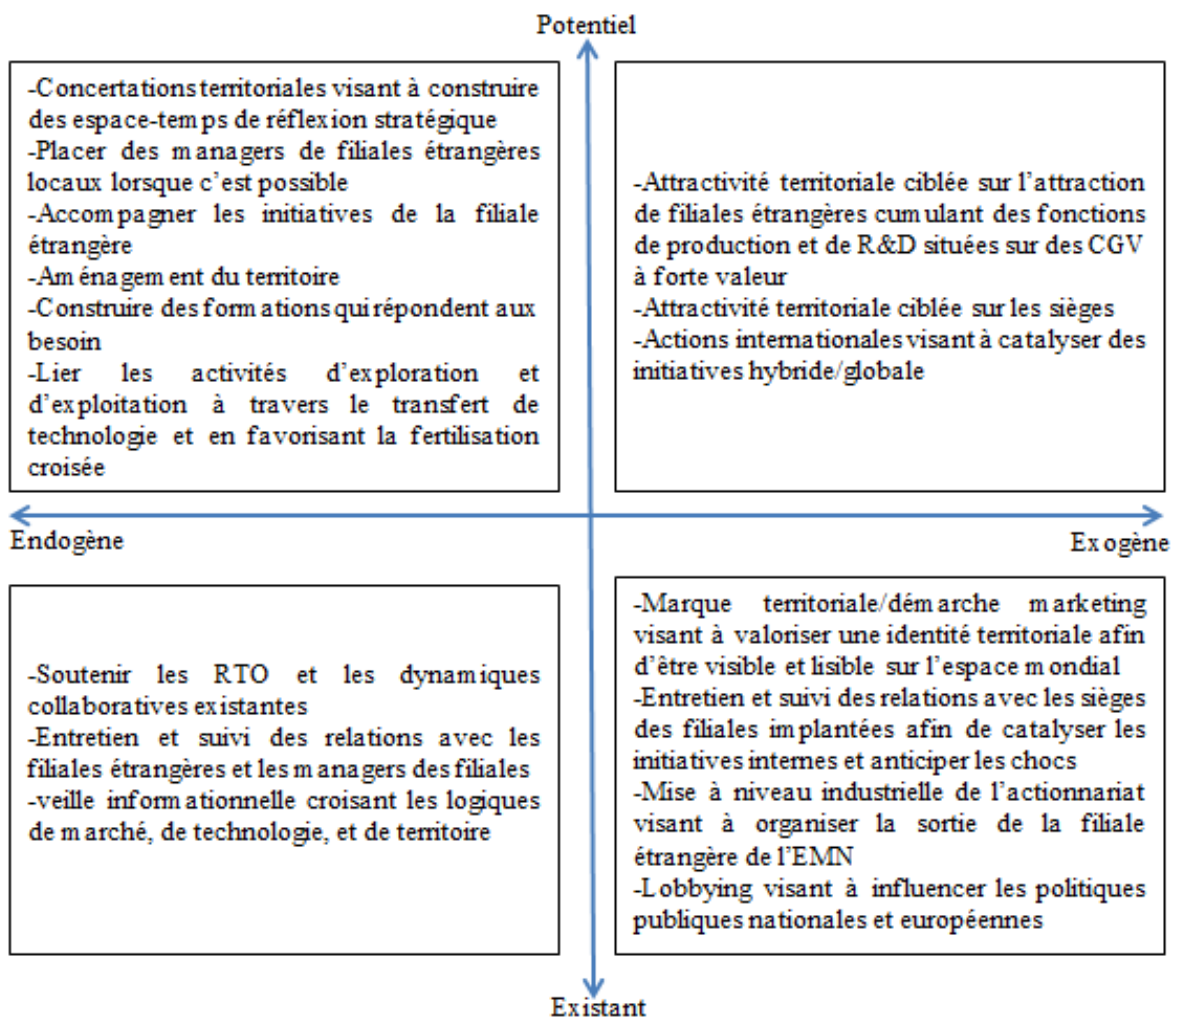 Potentiel
-Concertations territoriales visant à construire
des espace-temps de réflexion stratégique
-Placer des managers de filiales étrangères
locaux lorsque c'est possible
-Accompagner les initiatives de la filiale
étrangère
-Aménagement du territoire
-Construire des formations qui répondent aux
besoin
-Lier les activités d'exploration et
d'exploitation à travers le transfert de
technologie et en favorisant la fertilisation
croisée
-Attractivité territoriale ciblée sur l'attraction
de filiales étrangères cumulant des fonctions
de production et de R&D situées sur des CGV
à forte valeur
-Attractivité territoriale ciblée sur les sièges
-Actions internationales visant à catalyser des
initiatives hybride/globale
Endogène
Exogène
-Soutenir les RTO et les dynamiques
collaboratives existantes
-Entretien et suivi des relations avec les
filiales étrangères et les managers des filiales
-veille informationnelle croisant les logiques
de marché, de technologie, et de territoire
-Marque territoriale/démarche marketing
visant à valoriser une identité territoriale afin
d'être visible et lisible sur l'espace mondial
-Entretien et suivi des relations avec les sièges
des filiales implantées afin de catalyser les
initiatives internes et anticiper les chocs
-Mise à niveau industrielle de l'actionnariat
visant à organiser la sortie de la filiale
étrangère de l'EMN
-Lobbying visant à influencer les politiques
publiques nationales et européennes
Existant